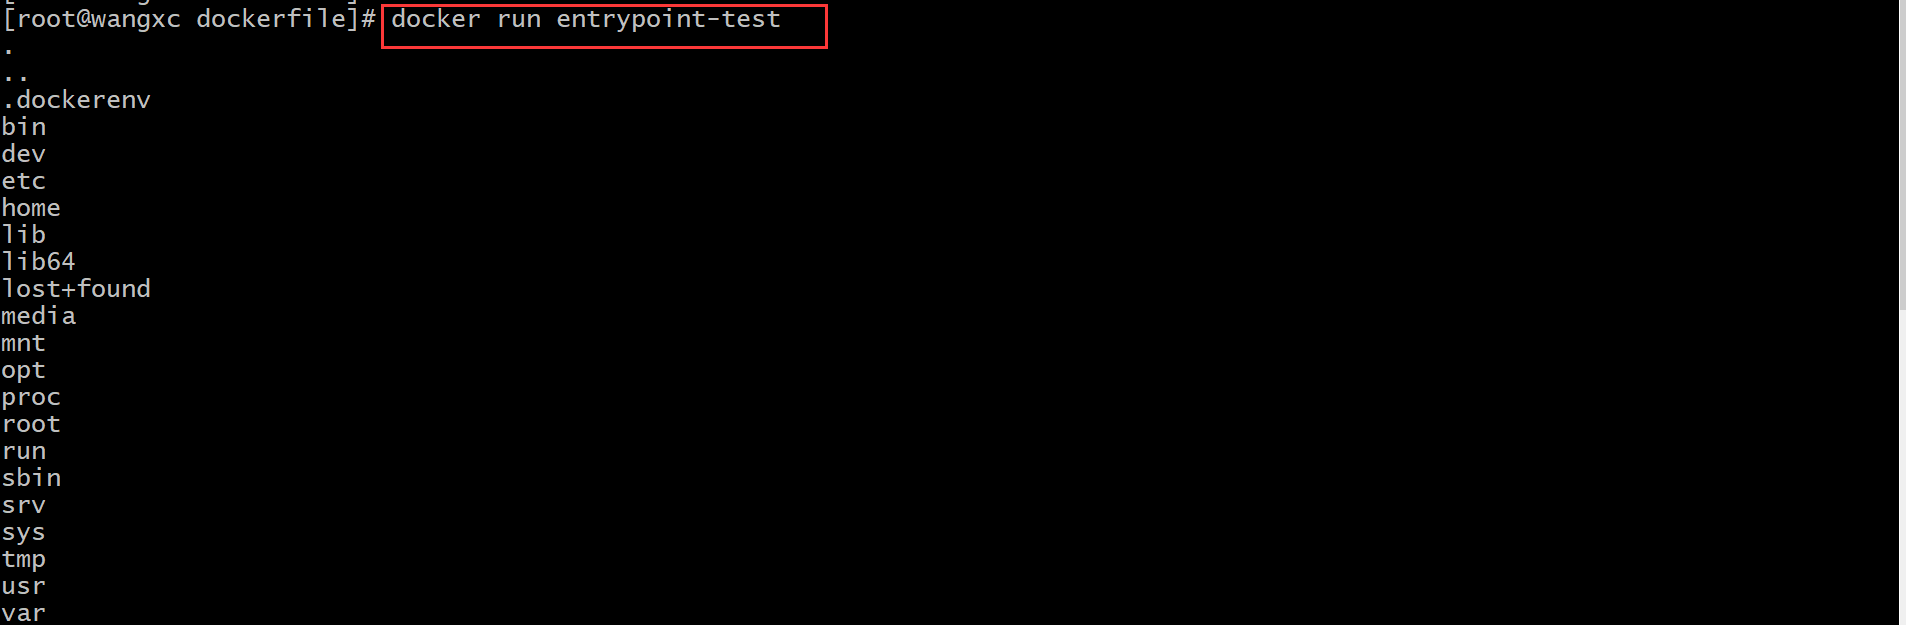 [root@wangxc dockerfile]# docker run entrypoint-test
.
..
.dockerenv
bin
dev
etc
home
lib
lib64
lost+found
media
mnt
opt
proc
root
run
sbin
srv
sys
tmp
usr
var